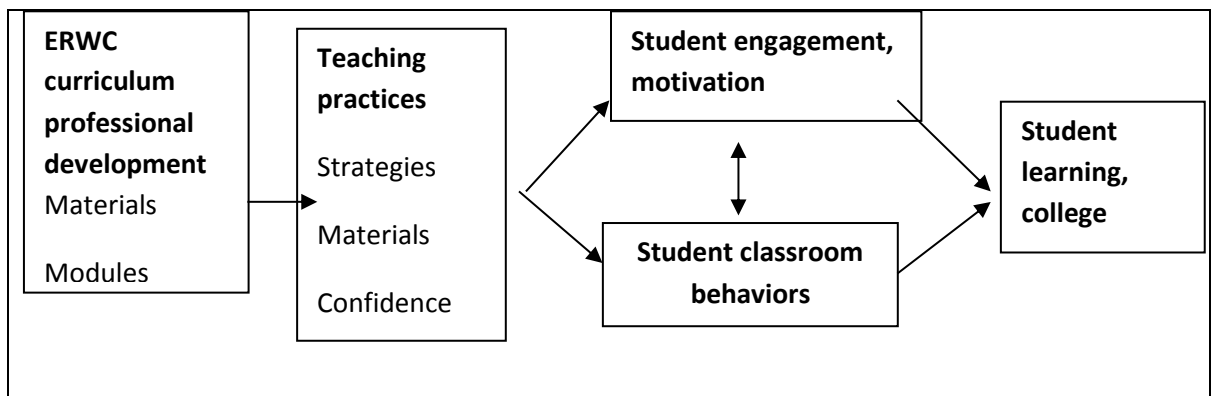 ERWC
curriculum
professional
development
Materials
Modules
Teaching
practices
Strategies
Materials
Confidence
Student engagement,
motivation
Student classroom
behaviors
Student
learning,
college